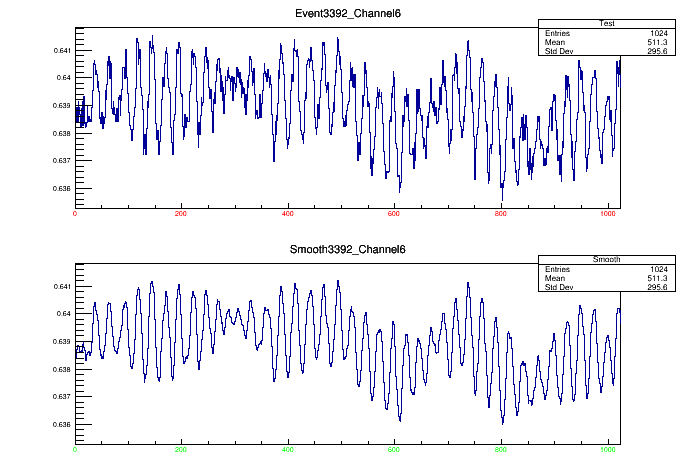 Event3392_Channel6
Test
Entries 1024
Mean 511.3
Std Dev 295.6
0.641
0.64
0.639
0.638
0.637
0.636
0 200 400 600 800 1000
Smooth3392_Channel6
Smooth
Entries 1024
Mean 511.3
Std Dev 295.6
0.641
0.64
0.639
0.638
0.637
0.636
0 200 400 600 800 1000